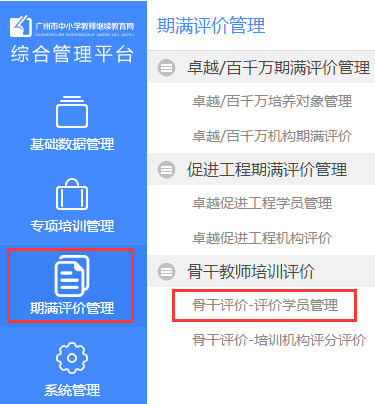 广州市中小学教师继续教育网
综合管理平台
基础数据管理
专项培训管理
期满评价管理
系统管理
期满评价管理
卓越/百千万期满评价管理
卓越/百千万培养对象管理
卓越/百千万机构期满评价
促进工程期满评价管理
卓越促进工程学员管理
卓越促进工程机构评价
骨干教师培训评价
骨干评价-评价学员管理
骨干评价-培训机构评分评价